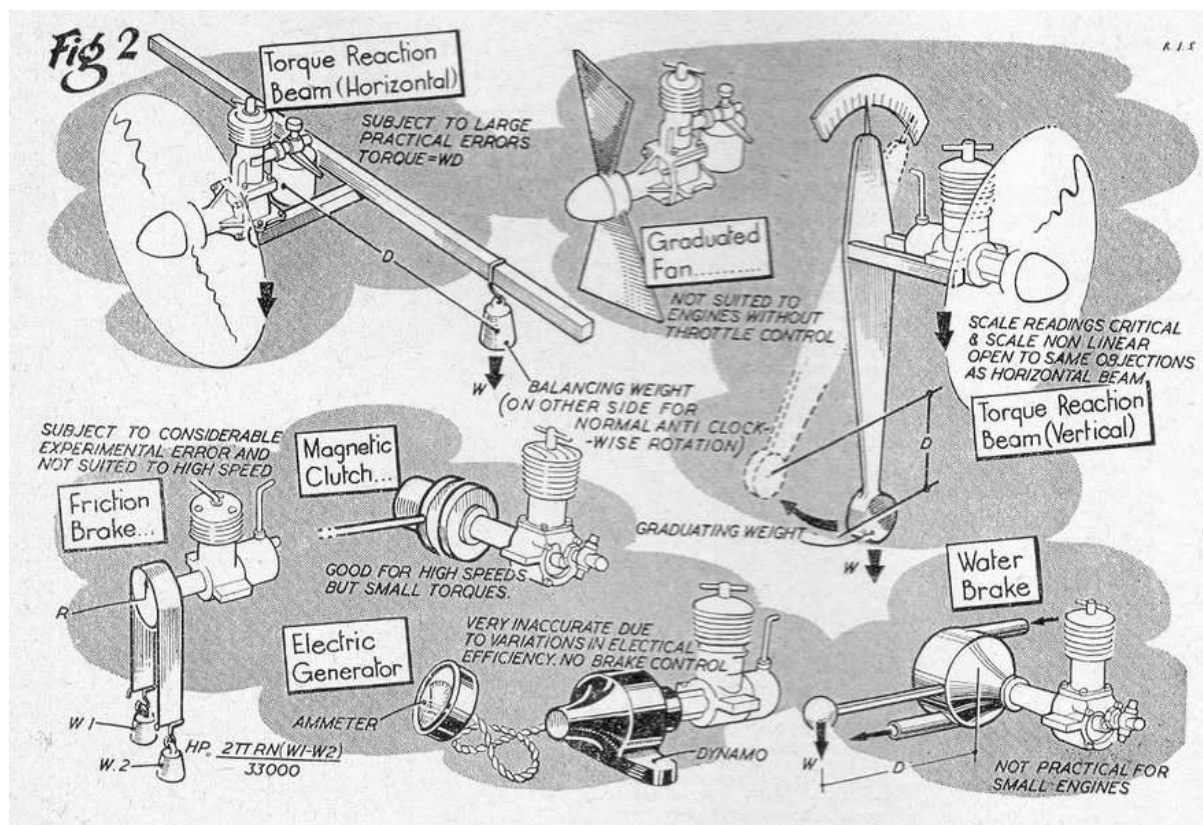 Fig 2
R.J.S
Torque Reaction
Beam (Horizontal)
SUBJECT TO LARGE
PRACTICAL ERRORS
TORQUE=WD
D
W
BALANCING WEIGHT
(ON OTHER SIDE FOR
NORMAL ANTI CLOCK-
-WISE ROTATION)
Graduated
Fan...........
NOT SUITED TO
ENGINES WITHOUT
THROTTLE CONTROL
SCALE READINGS CRITICAL
& SCALE NON LINEAR
OPEN TO SAME OBJECTIONS
AS HORIZONTAL BEAM
Torque Reaction
Beam (Vertical)
D
GRADUATING WEIGHT
W
SUBJECT TO CONSIDERABLE
EXPERIMENTAL ERROR AND
NOT SUITED TO HIGH SPEED
Friction
Brake...
R
W1
W.2
HP= 2πRN(W1-W2)
33000
Magnetic
Clutch...
GOOD FOR HIGH SPEEDS
BUT SMALL TORQUES.
Electric
Generator
VERY INACCURATE DUE
TO VARIATIONS IN ELECTICAL
EFFICIENCY. NO BRAKE CONTROL
AMMETER
DYNAMO
Water
Brake
W
D
NOT PRACTICAL FOR
SMALL ENGINES